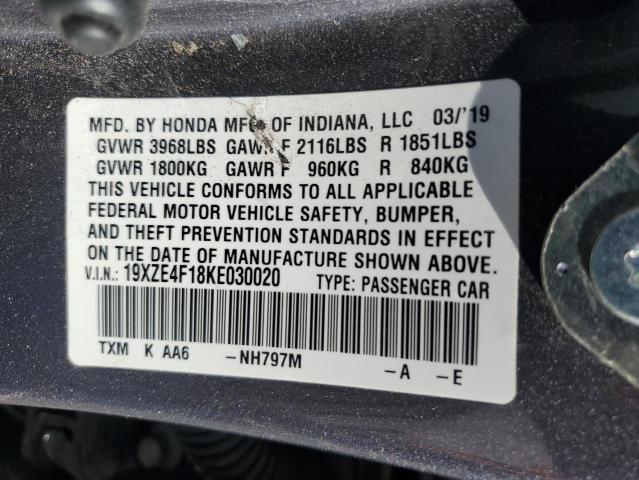 MFD. BY HONDA MFG. OF INDIANA, LLC 03/'19
GVWR 3968LBS GAWR F 2116LBS R 1851LBS
GVWR 1800KG GAWR F 960KG R 840KG
THIS VEHICLE CONFORMS TO ALL APPLICABLE
FEDERAL MOTOR VEHICLE SAFETY, BUMPER,
AND THEFT PREVENTION STANDARDS IN EFFECT
ON THE DATE OF MANUFACTURE SHOWN ABOVE.
V.I.N.: 19XZE4F18KE030020 TYPE: PASSENGER CAR
TXM K AA6 -NH797M -A -E